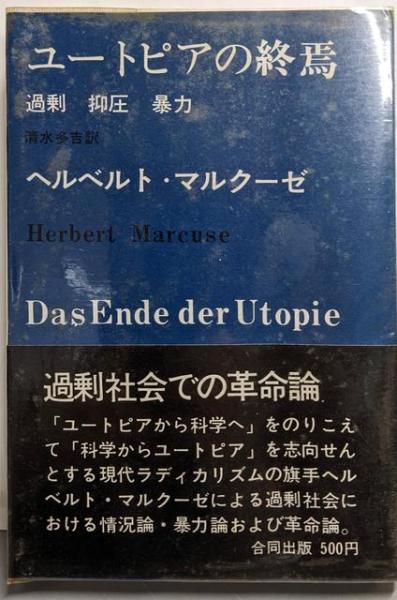 ユートピアの終焉
過剰 抑圧 暴力
清水多吉訳
ヘルベルト・マルクーゼ
Herbert Marcuse
Das Ende der Utopie
過剰社会での革命論
「ユートピアから科学へ」をのりこえ
て「科学からユートピア」を志向せん
とする現代ラディカリズムの旗手ヘル
ベルト・マルクーゼによる過剰社会に
おける情況論・暴力論および革命論。
合同出版 500円